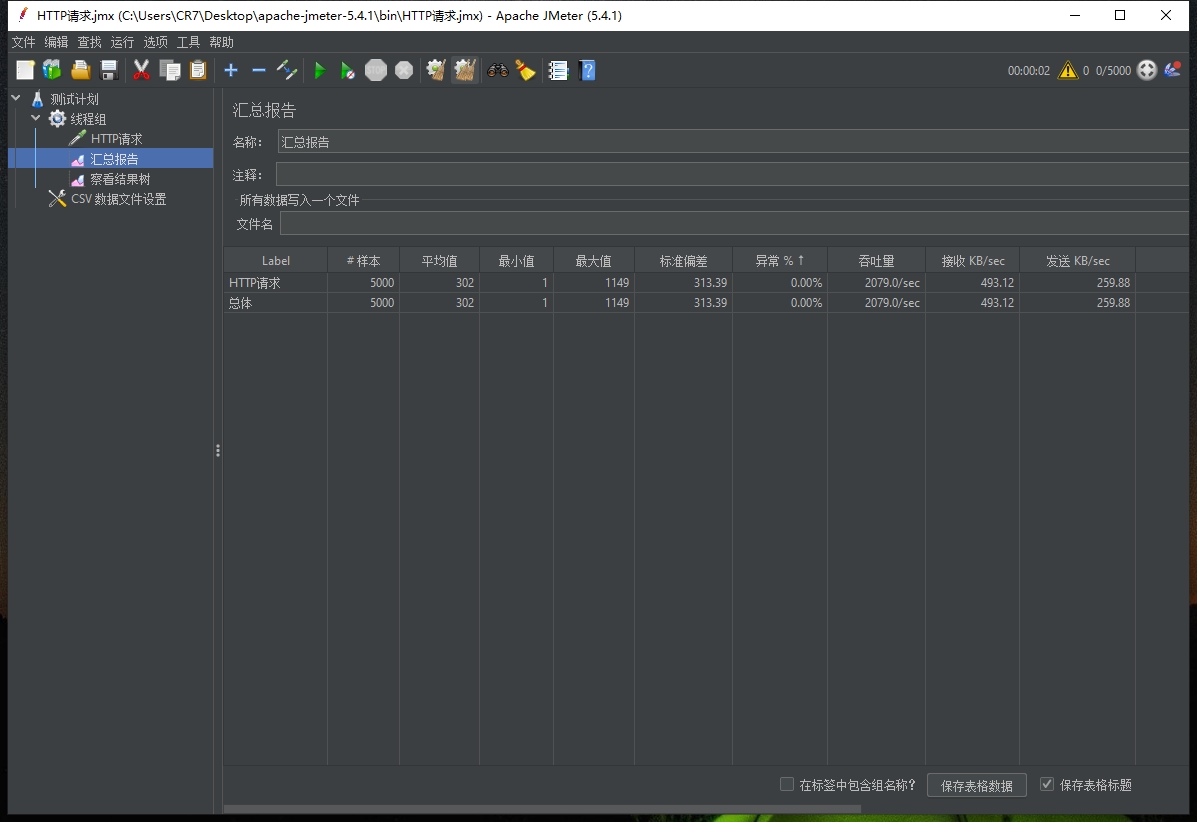 HTTP请求.jmx (C:\Users\CR7\Desktop\apache-jmeter-5.4.1\bin\HTTP请求.jmx) - Apache JMeter (5.4.1)
文件 编辑 查找 运行 选项 工具 帮助
STOP 00:00:02 0 0/5000
测试计划
线程组
HTTP请求
汇总报告
察看结果树
CSV 数据文件设置
汇总报告
名称： 汇总报告
注释：
所有数据写入一个文件
文件名
Label # 样本 平均值 最小值 最大值 标准偏差 异常 % ↑ 吞吐量 接收 KB/sec 发送 KB/sec
HTTP请求 5000 302 1 1149 313.39 0.00% 2079.0/sec 493.12 259.88
总体 5000 302 1 1149 313.39 0.00% 2079.0/sec 493.12 259.88
在标签中包含组名称？ 保存表格数据 保存表格标题